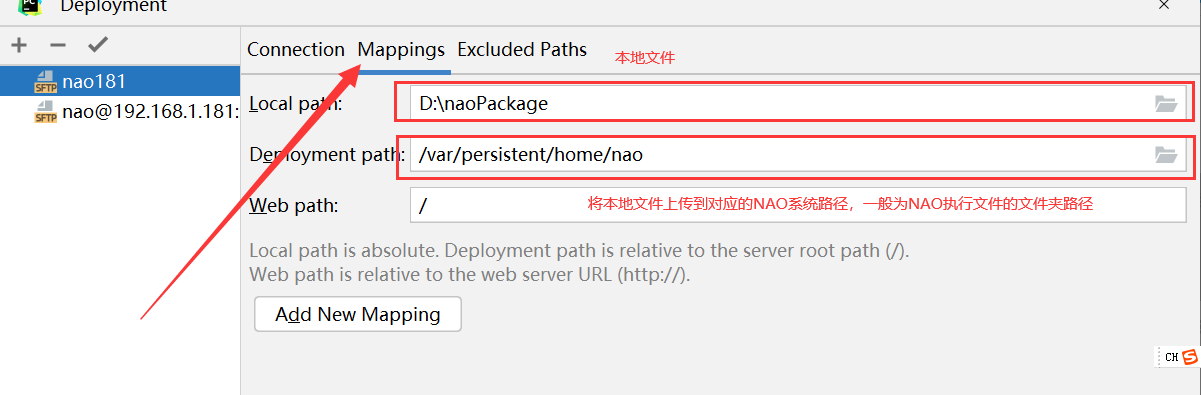 PC
Deployment
Connection Mappings Excluded Paths
本地文件
SFTP nao181
SFTP nao@192.168.1.181:
Local path: D:\naoPackage
Deployment path: /var/persistent/home/nao
Web path: /
将本地文件上传到对应的NAO系统路径，一般为NAO执行文件的文件夹路径
Local path is absolute. Deployment path is relative to the server root path (/).
Web path is relative to the web server URL (http://).
Add New Mapping
CH S